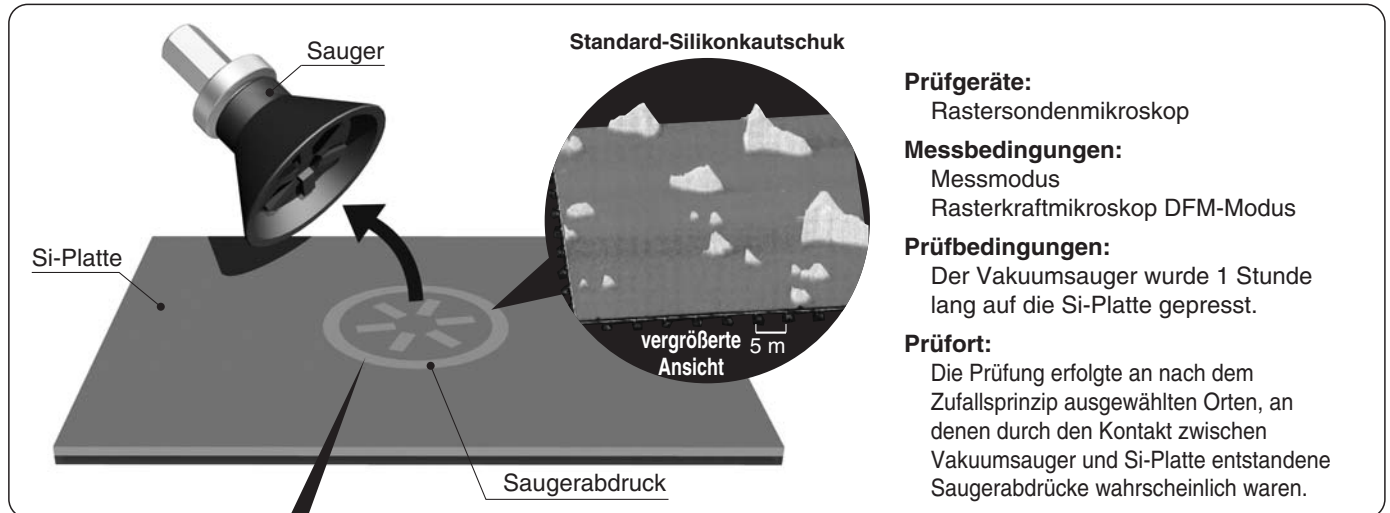 Sauger
Standard-Silikonkautschuk
Si-Platte
vergrößerte
Ansicht
5 m
Saugerabdruck
Prüfgeräte:
Rastersondenmikroskop
Messbedingungen:
Messmodus
Rasterkraftmikroskop DFM-Modus
Prüfbedingungen:
Der Vakuumsauger wurde 1 Stunde
lang auf die Si-Platte gepresst.
Prüfort:
Die Prüfung erfolgte an nach dem
Zufallsprinzip ausgewählten Orten, an
denen durch den Kontakt zwischen
Vakuumsauger und Si-Platte entstandene
Saugerabdrücke wahrscheinlich waren.